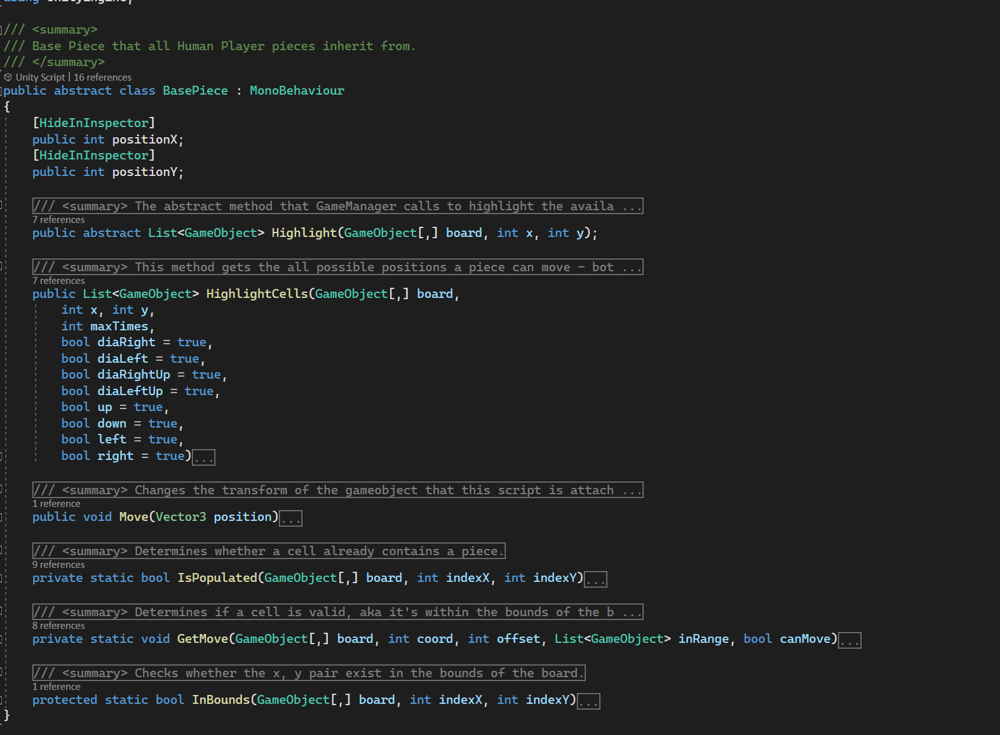 using UnityEngine;
/// <summary>
/// Base Piece that all Human Player pieces inherit from.
/// </summary>
Unity Script | 16 references
public abstract class BasePiece : MonoBehaviour
{
[HideInInspector]
public int positionX;
[HideInInspector]
public int positionY;
/// <summary> The abstract method that GameManager calls to highlight the availa ...
7 references
public abstract List<GameObject> Highlight(GameObject[,] board, int x, int y);
/// <summary> This method gets the all possible positions a piece can move - bot ...
7 references
public List<GameObject> HighlightCells(GameObject[,] board,
int x, int y,
int maxTimes,
bool diaRight = true,
bool diaLeft = true,
bool diaRightUp = true,
bool diaLeftUp = true,
bool up = true,
bool down = true,
bool left = true,
bool right = true)...
/// <summary> Changes the transform of the gameobject that this script is attach ...
1 reference
public void Move(Vector3 position)...
/// <summary> Determines whether a cell already contains a piece.
9 references
private static bool IsPopulated(GameObject[,] board, int indexX, int indexY)...
/// <summary> Determines if a cell is valid, aka it's within the bounds of the b ...
8 references
private static void GetMove(GameObject[,] board, int coord, int offset, List<GameObject> inRange, bool canMove)...
/// <summary> Checks whether the x, y pair exist in the bounds of the board.
1 reference
protected static bool InBounds(GameObject[,] board, int indexX, int indexY)...
}